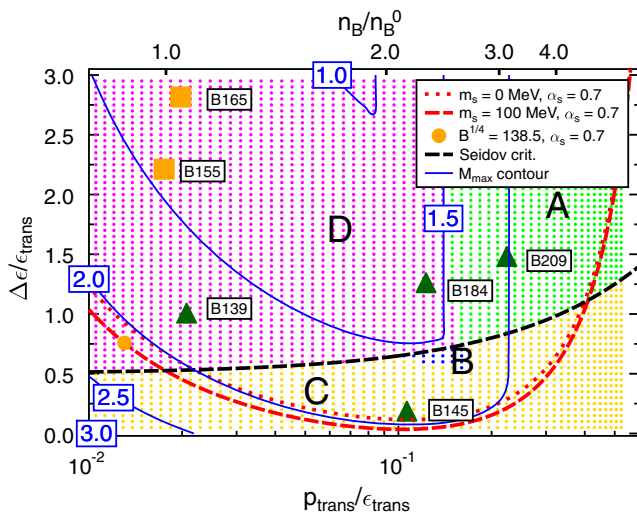 n_B/n_B^0
1.0 2.0 3.0 4.0
3.0
2.5
2.0
1.5
1.0
0.5
0.0
Δϵ/ϵ_trans
10^-2 10^-1
p_trans/ϵ_trans
m_s = 0 MeV, α_s = 0.7
m_s = 100 MeV, α_s = 0.7
B^1/4 = 138.5, α_s = 0.7
Seidov crit.
M_max contour
1.0
B165
B155
A
D
1.5
B209
2.0
B184
B139
B
C
2.5
B145
3.0